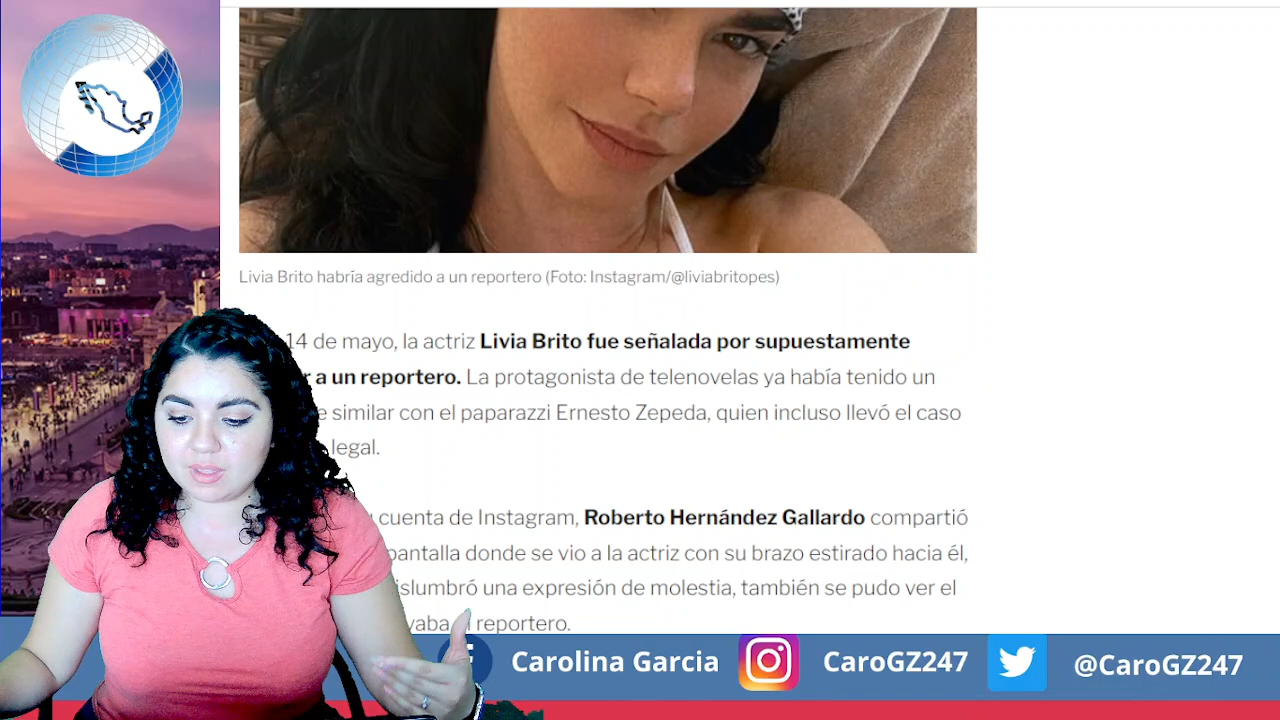 Livia Brito habría agredido a un reportero (Foto: Instagram/@liviabritopes)
14 de mayo, la actriz Livia Brito fue señalada por supuestamente
a un reportero. La protagonista de telenovelas ya había tenido un
similar con el paparazzi Ernesto Zepeda, quien incluso llevó el caso
legal.
cuenta de Instagram, Roberto Hernández Gallardo compartió
pantalla donde se vio a la actriz con su brazo estirado hacia él,
islumbró una expresión de molestia, también se pudo ver el
reportero.
Carolina Garcia CaroGZ247 @CaroGZ247